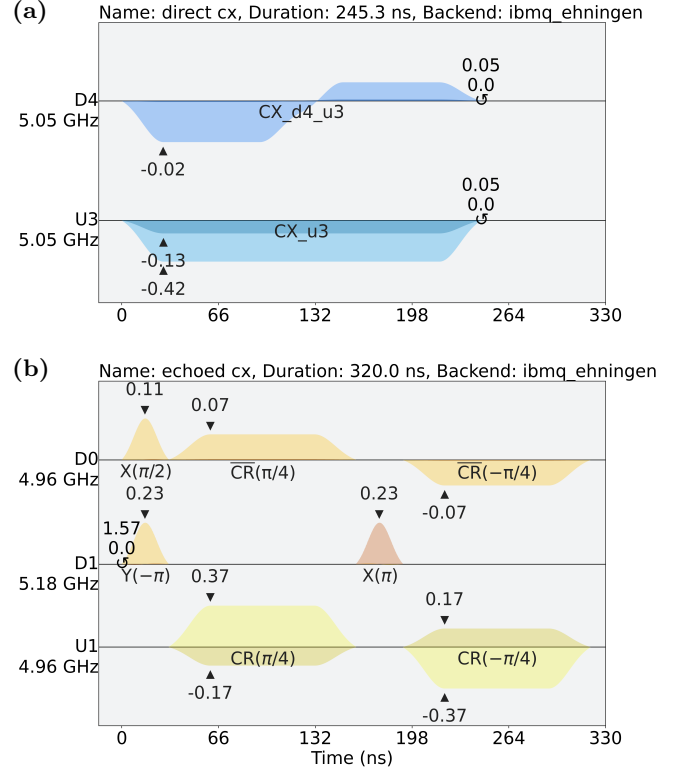 (a)
Name: direct cx, Duration: 245.3 ns, Backend: ibmq_ehningen
0.05
0.0
↺
D4
5.05 GHz
CX_d4_u3
-0.02
0.05
0.0
↺
U3
5.05 GHz
CX_u3
-0.13
-0.42
0 66 132 198 264 330
(b)
Name: echoed cx, Duration: 320.0 ns, Backend: ibmq_ehningen
0.11
0.07
D0
4.96 GHz
X(π/2) C̅R̅(π/4) C̅R̅(−π/4)
-0.07
0.23 0.23
1.57
0.0
↺
D1
5.18 GHz
Y(−π) X(π)
0.37 0.17
U1
4.96 GHz
CR(π/4) CR(−π/4)
-0.17
-0.37
0 66 132 198 264 330
Time (ns)